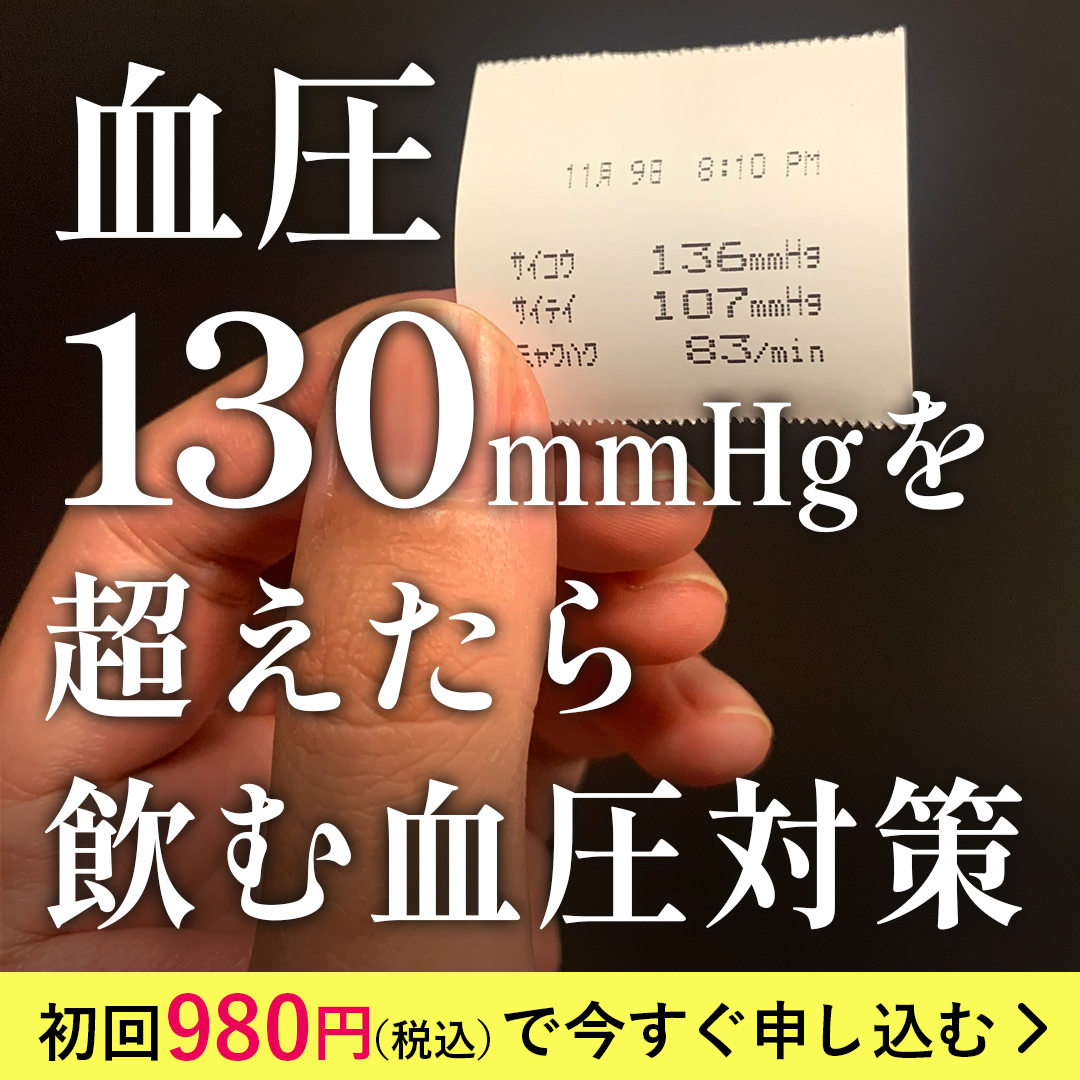 血圧
130mmHgを
超えたら
飲む血圧対策
11月 9日 8:10 PM
サイコウ 136mmHg
サイテイ 107mmHg
ミャクハク 83/min
初回980円(税込)で今すぐ申し込む >